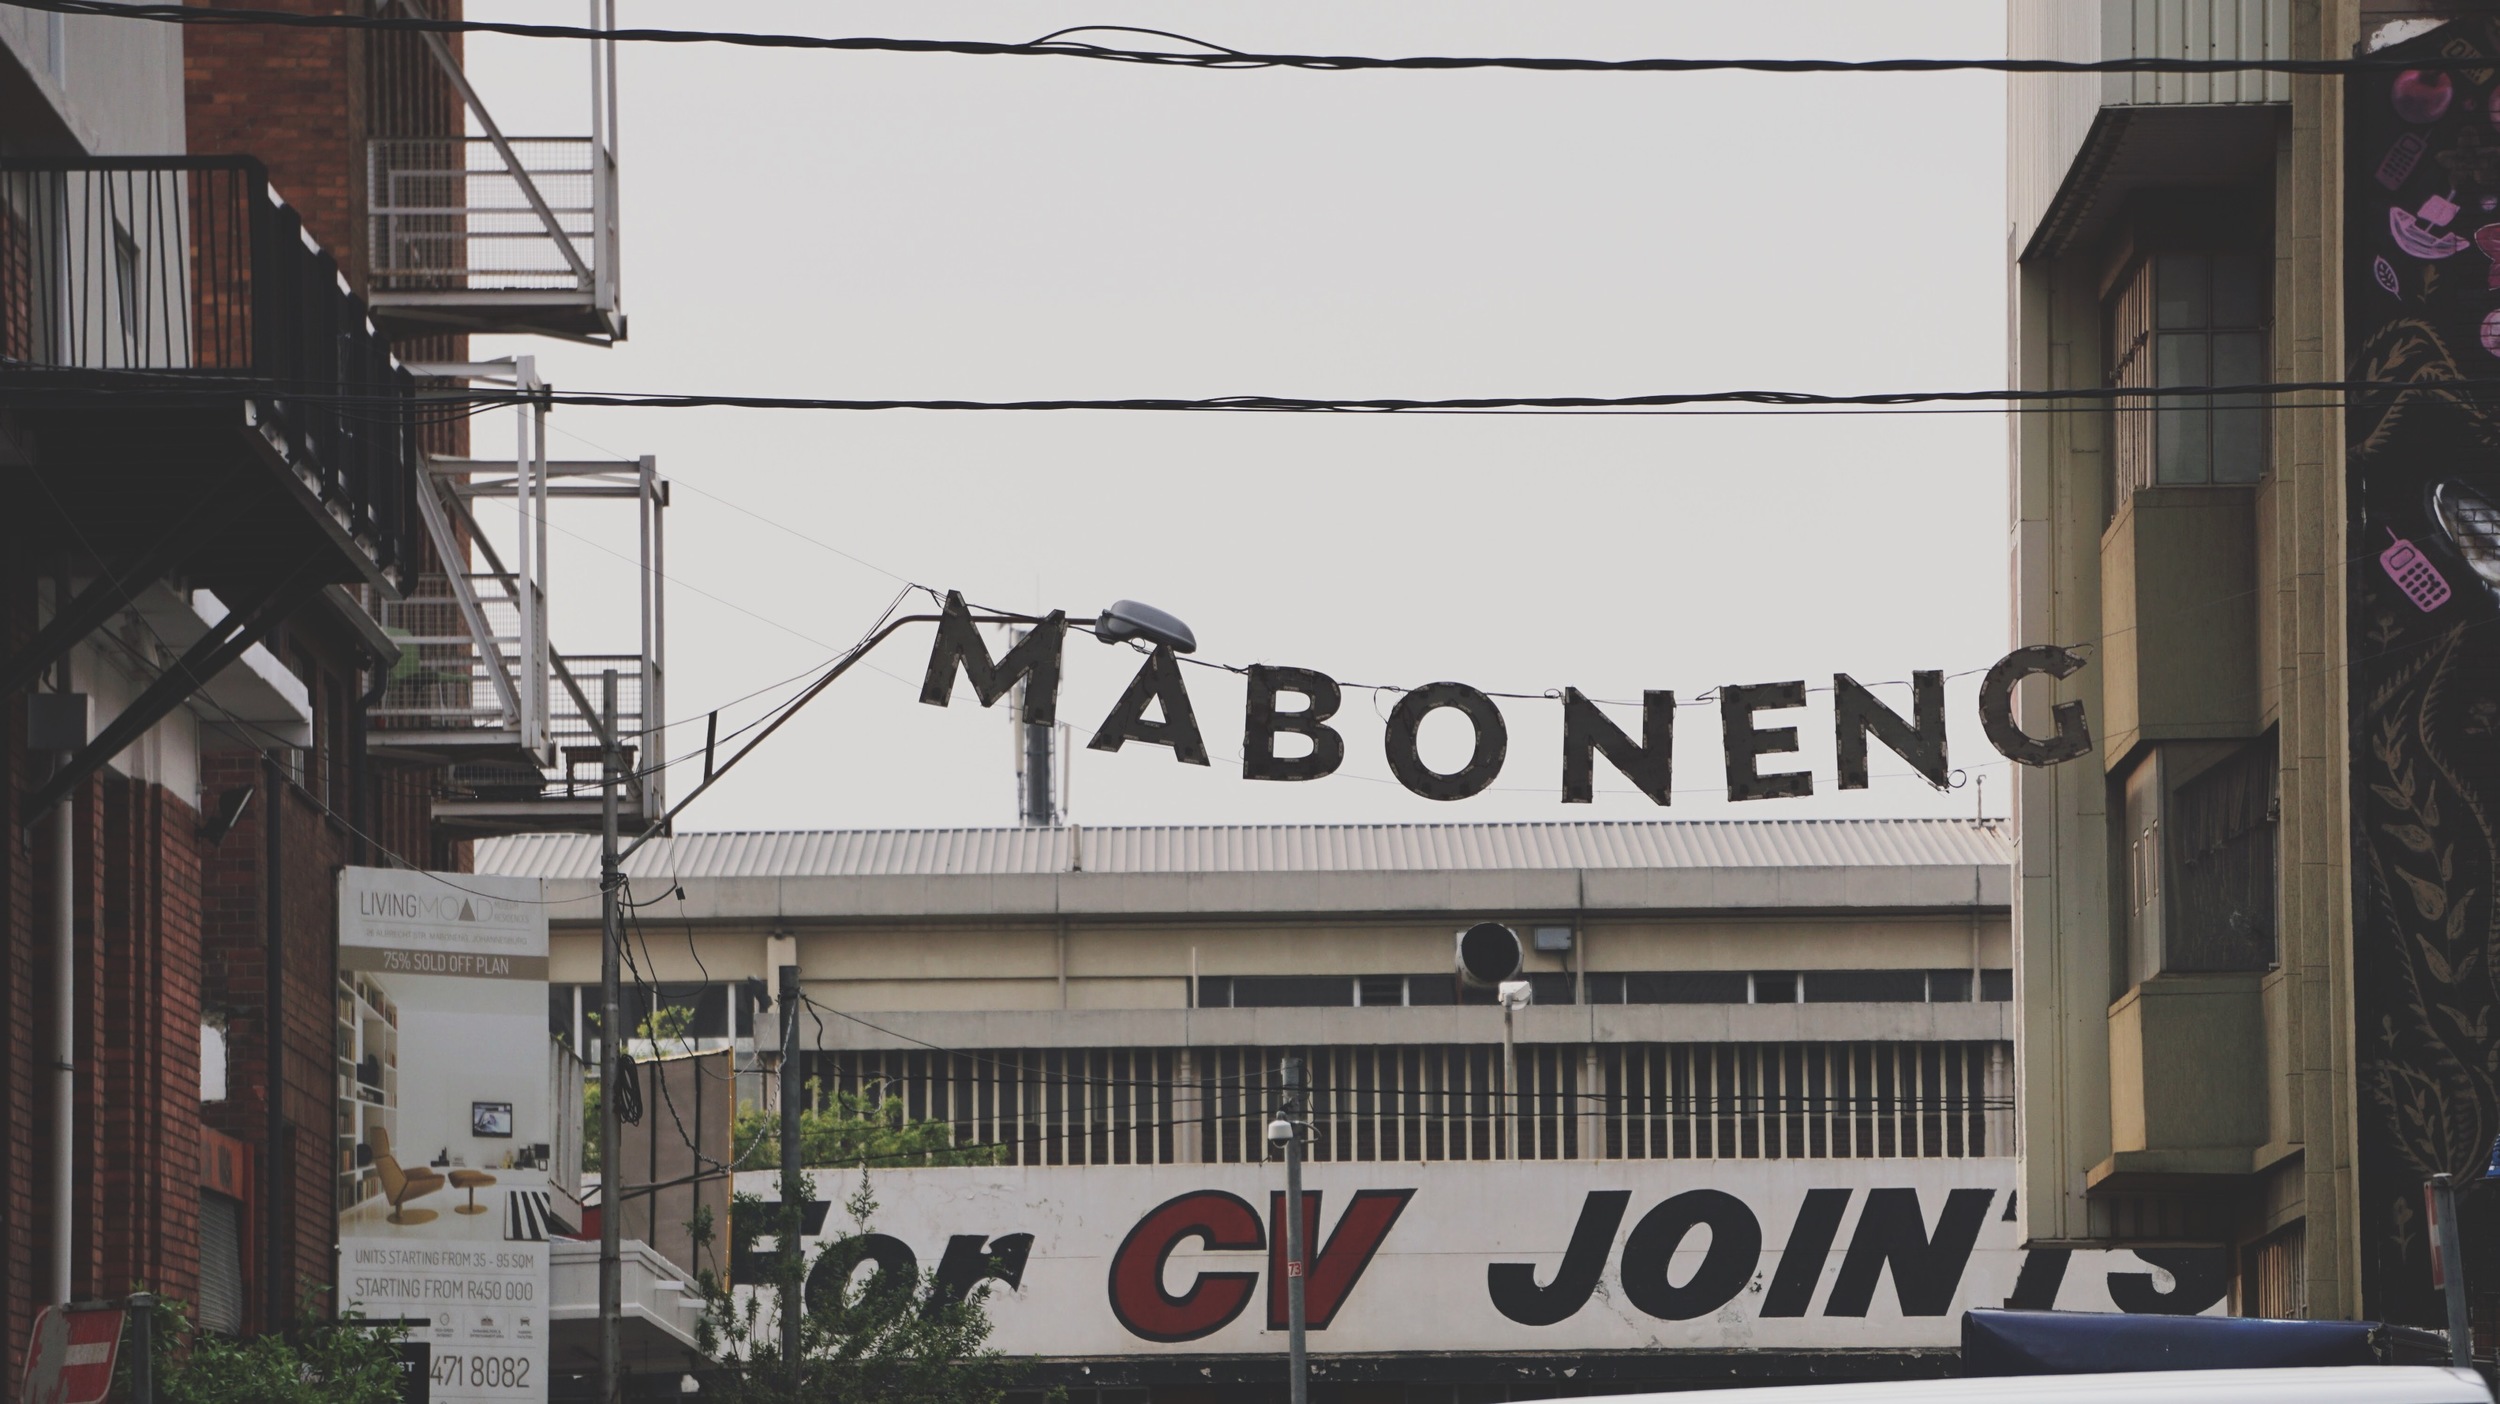 MABONENG
LIVINGMOAD
75% SOLD OFF PLAN
UNITS STARTING FROM 35 - 95 SQM
STARTING FROM R450 000
471 8082
For CV JOINTS
73